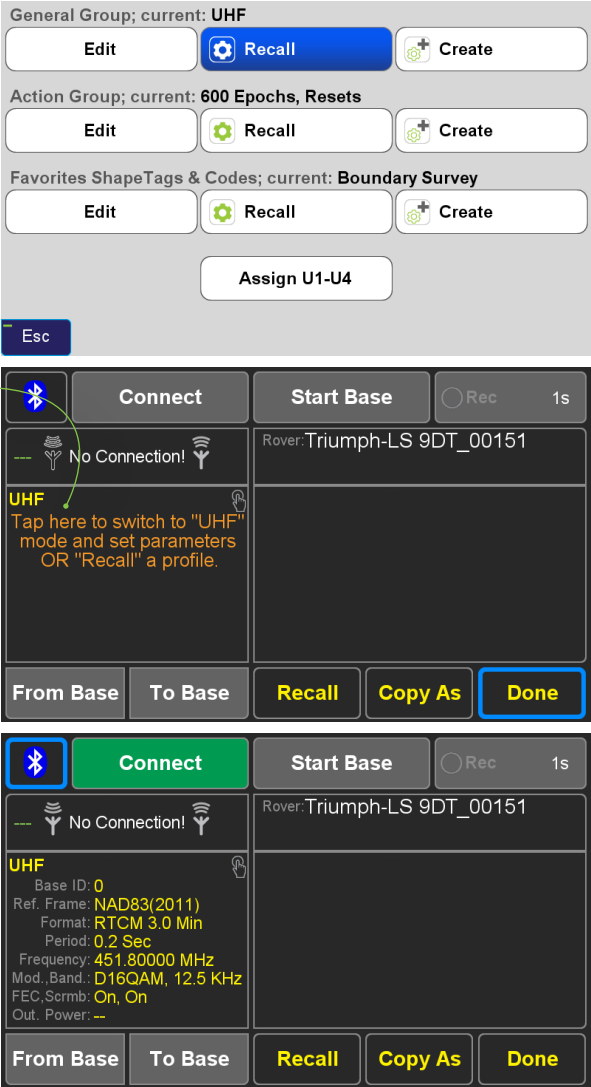 General Group; current: UHF
Edit Recall Create
Action Group; current: 600 Epochs, Resets
Edit Recall Create
Favorites ShapeTags & Codes; current: Boundary Survey
Edit Recall Create
Assign U1-U4
Esc
Connect Start Base Rec 1s
--- No Connection! Rover:Triumph-LS 9DT_00151
UHF
Tap here to switch to "UHF"
mode and set parameters
OR "Recall" a profile.
From Base To Base Recall Copy As Done
Connect Start Base Rec 1s
--- No Connection! Rover:Triumph-LS 9DT_00151
UHF
Base ID: 0
Ref. Frame: NAD83(2011)
Format: RTCM 3.0 Min
Period: 0.2 Sec
Frequency: 451.80000 MHz
Mod.,Band.: D16QAM, 12.5 KHz
FEC,Scrmb: On, On
Out. Power: --
From Base To Base Recall Copy As Done